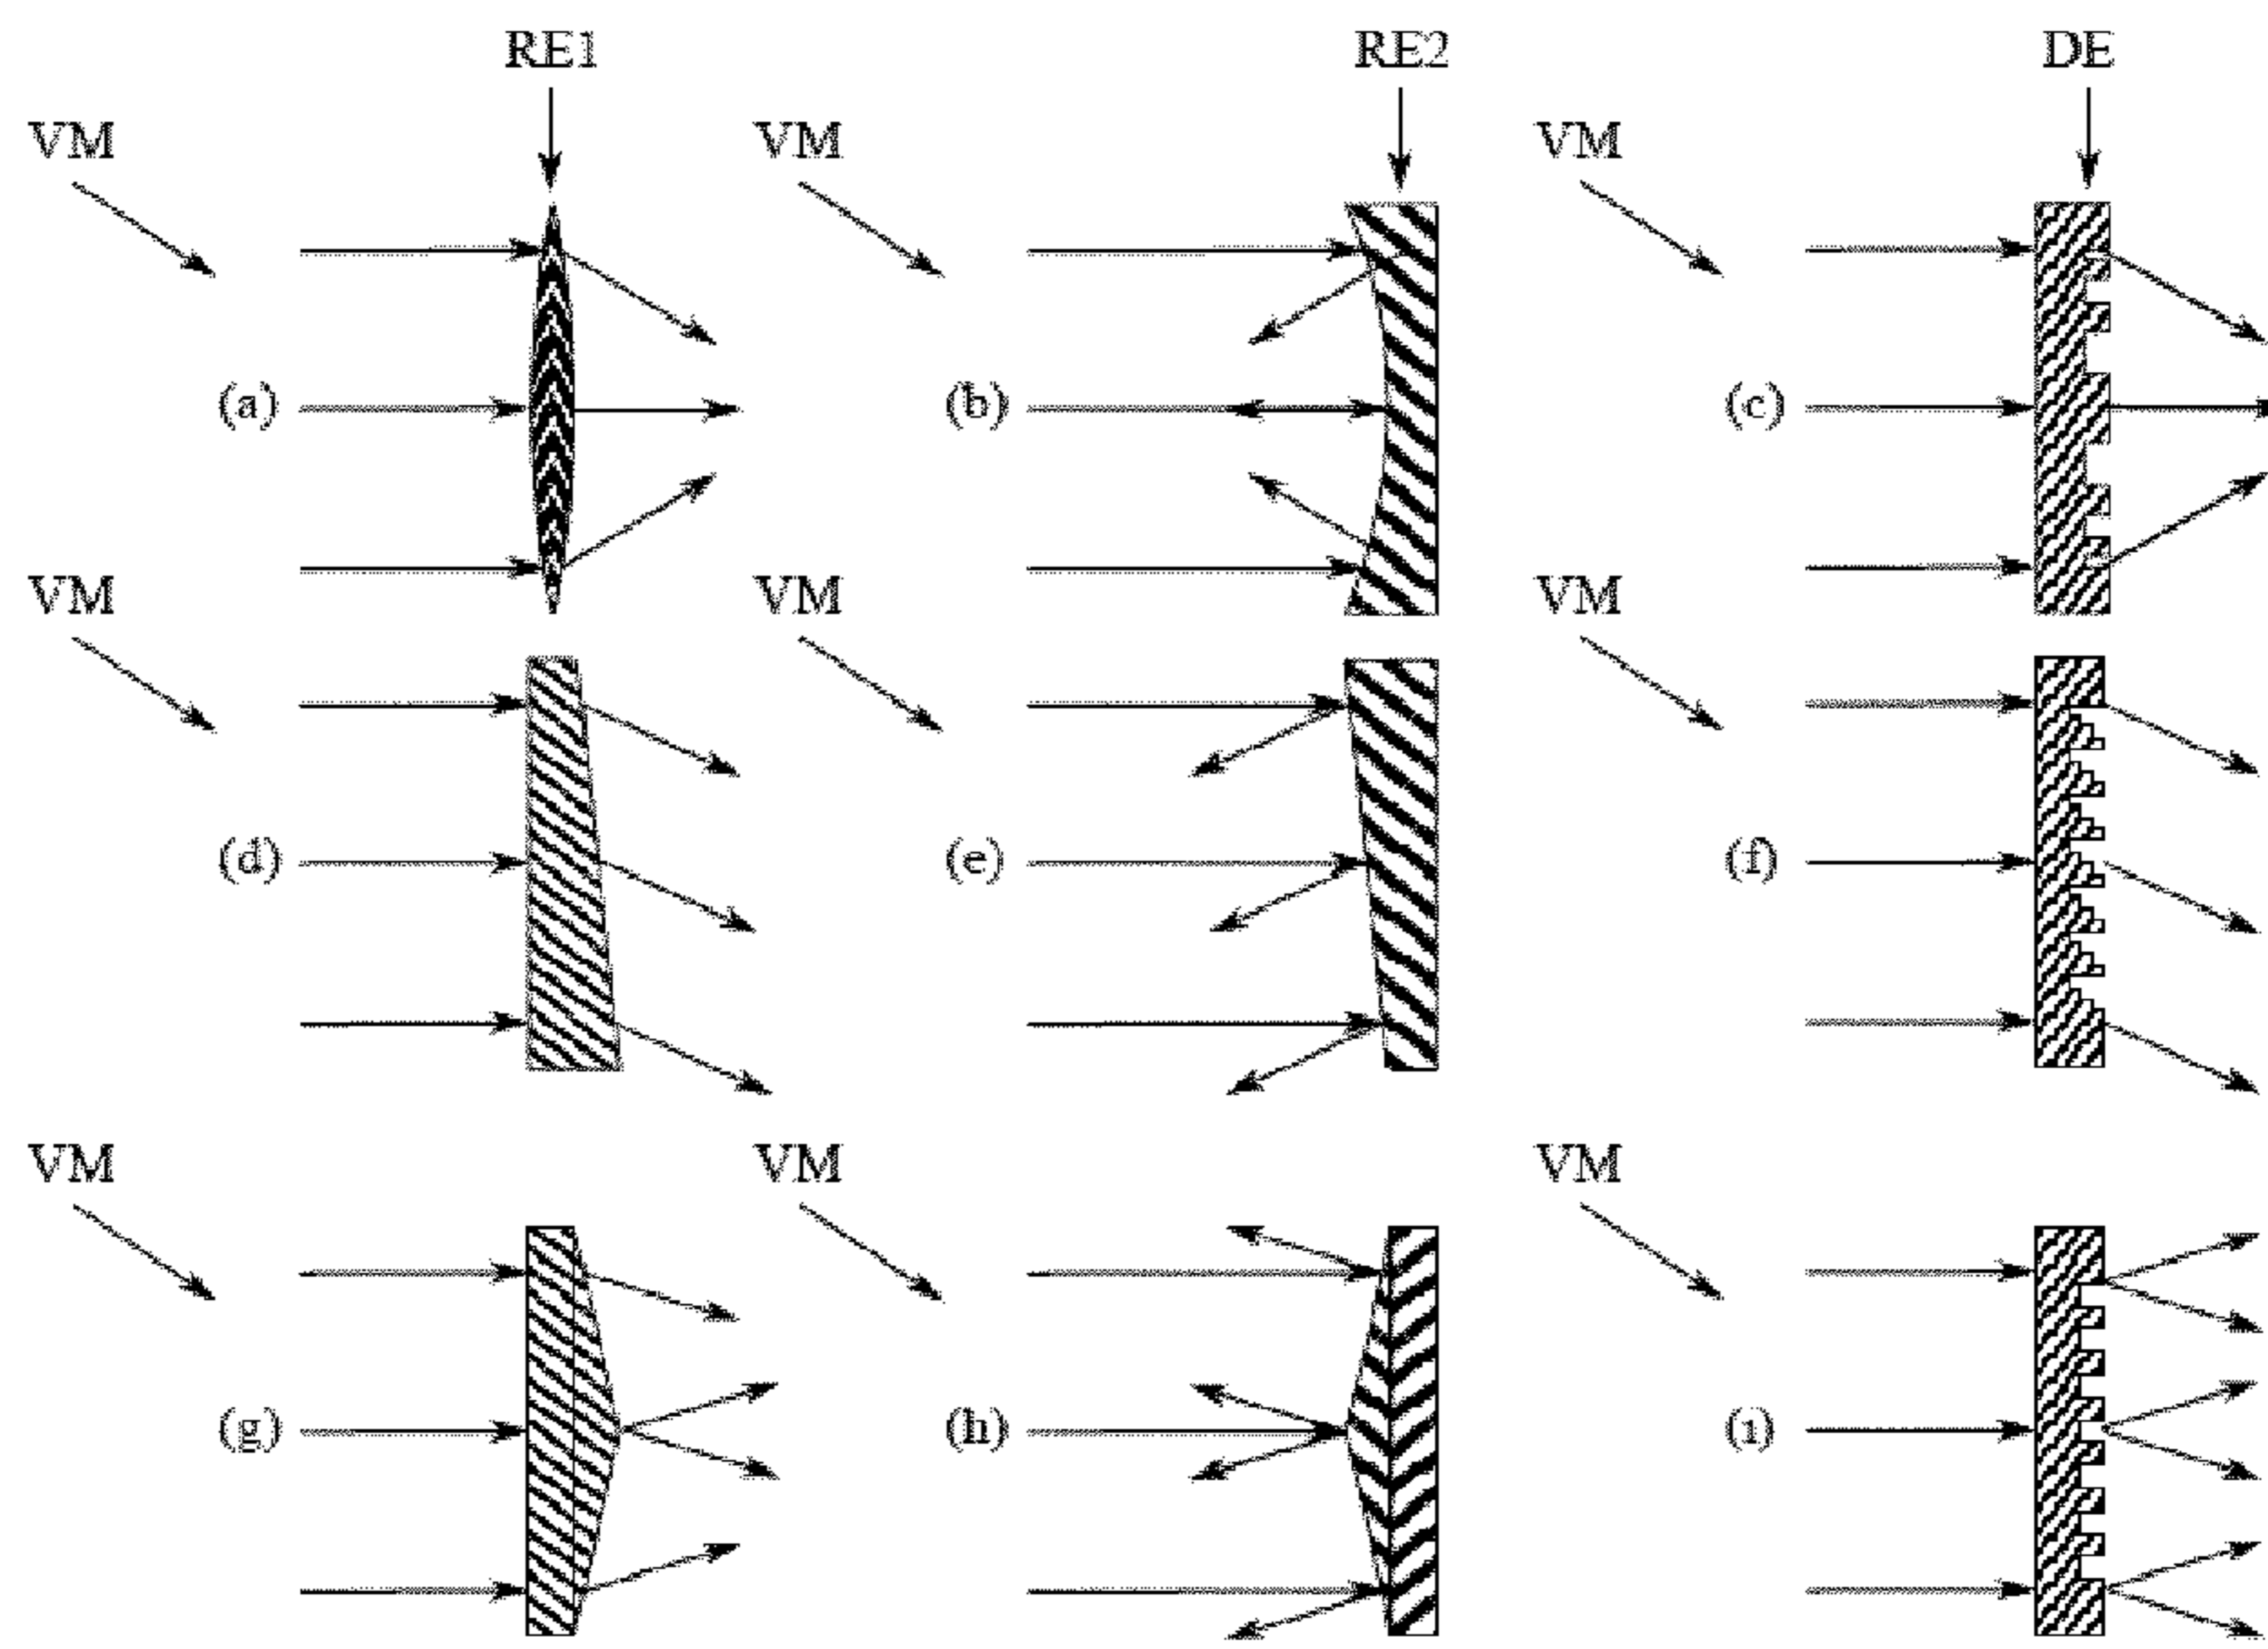 RE1 RE2 DE
VM VM VM
(a) (b) (c)
VM VM VM
(d) (e) (f)
VM VM VM
(g) (h) (i)